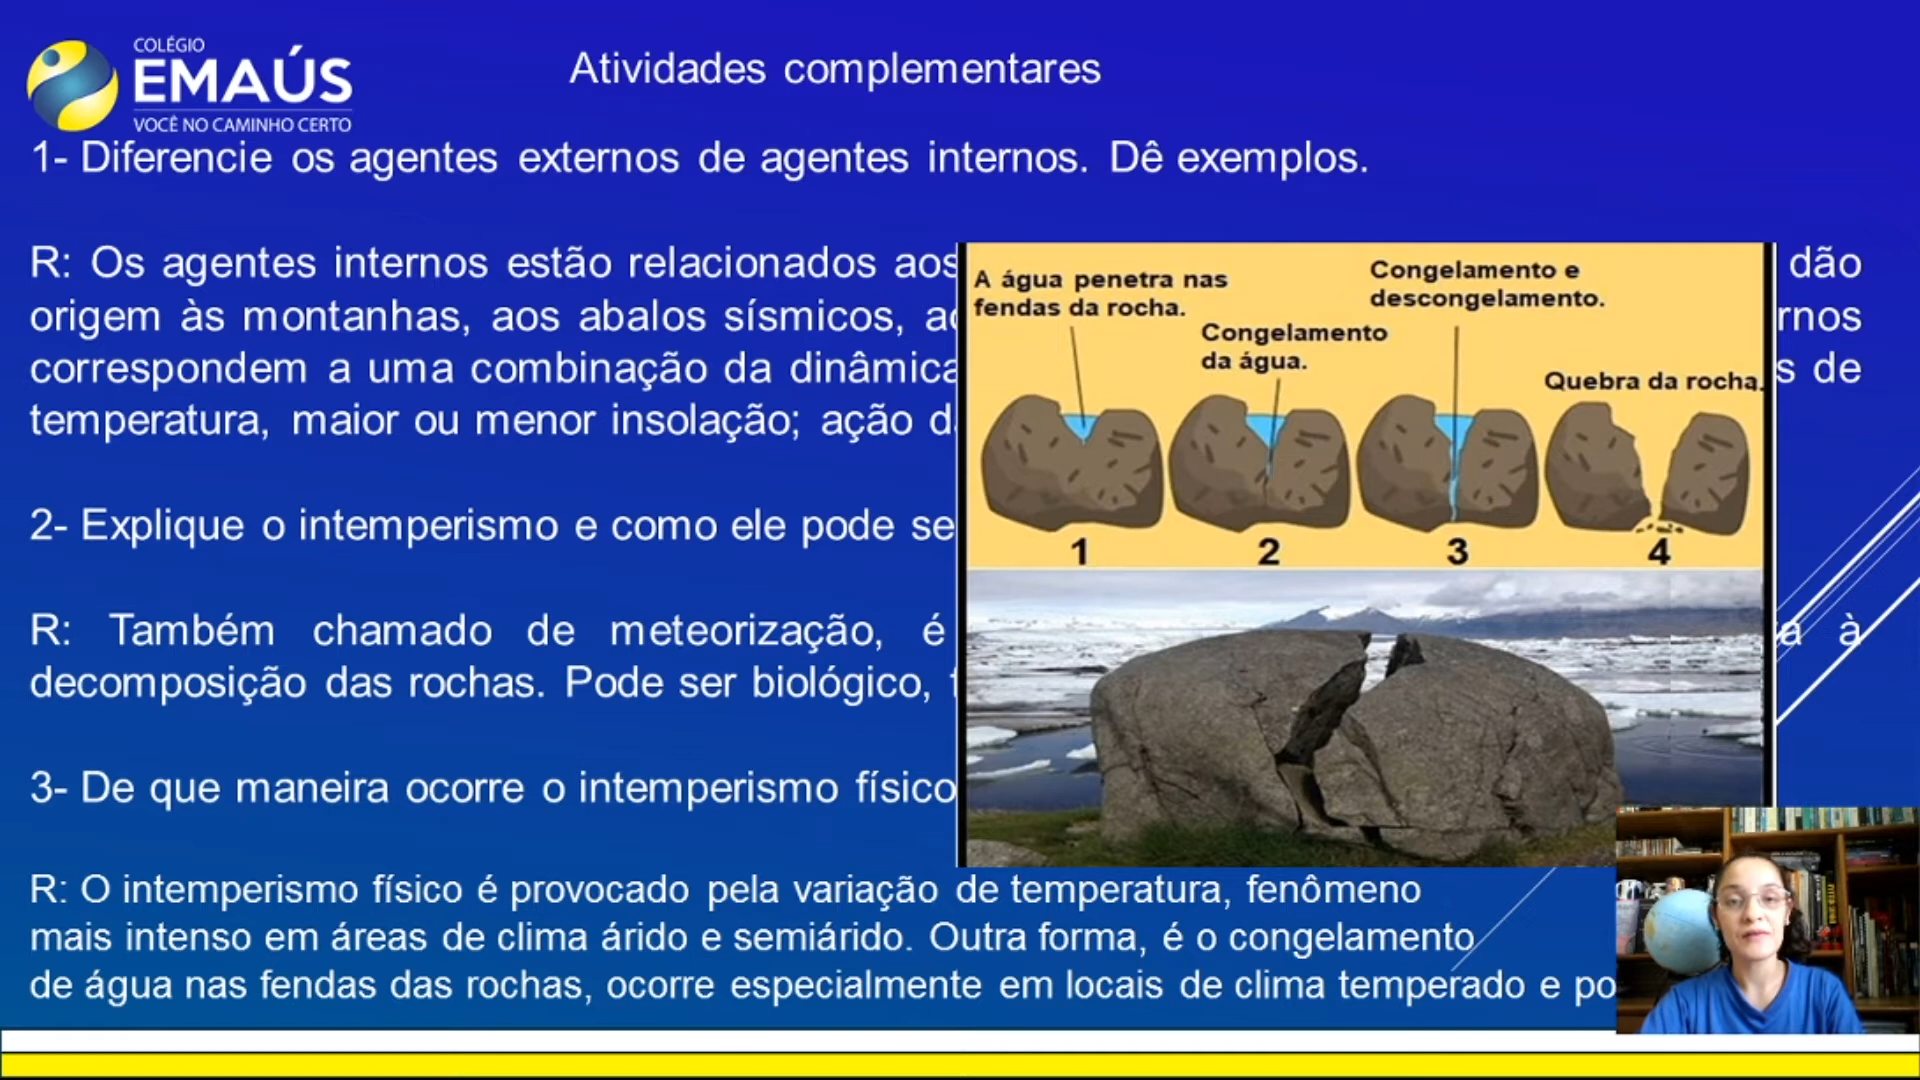 COLÉGIO
EMAÚS
VOCÊ NO CAMINHO CERTO
Atividades complementares
1- Diferencie os agentes externos de agentes internos. Dê exemplos.
R: Os agentes internos estão relacionados aos dão
origem às montanhas, aos abalos sísmicos, rnos
correspondem a uma combinação da dinâmica s de
temperatura, maior ou menor insolação; ação
2- Explique o intemperismo e como ele pode se
R: Também chamado de meteorização, é a à
decomposição das rochas. Pode ser biológico,
3- De que maneira ocorre o intemperismo físico
R: O intemperismo físico é provocado pela variação de temperatura, fenômeno
mais intenso em áreas de clima árido e semiárido. Outra forma, é o congelamento
de água nas fendas das rochas, ocorre especialmente em locais de clima temperado e po
A água penetra nas
fendas da rocha.
Congelamento
da água.
Congelamento e
descongelamento.
Quebra da rocha.
1
2
3
4